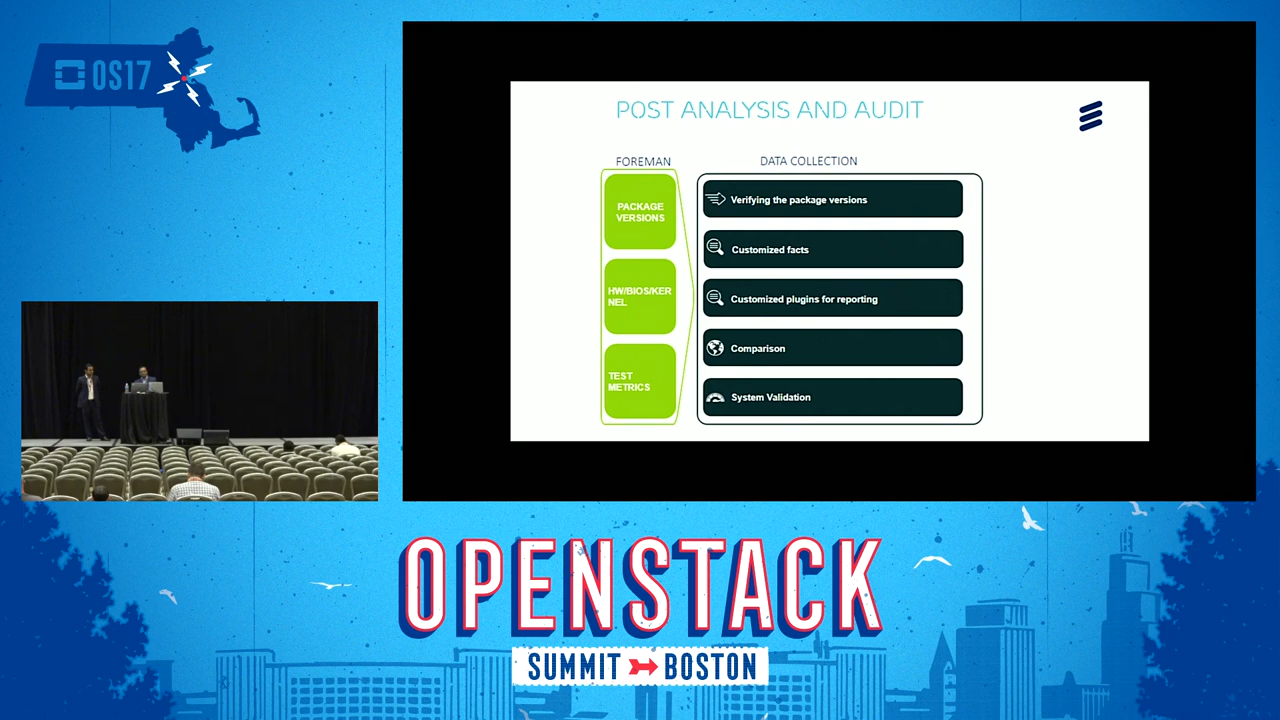 OS17
POST ANALYSIS AND AUDIT
FOREMAN
DATA COLLECTION
PACKAGE
VERSIONS
HW/BIOS/KER
NEL
TEST
METRICS
Verifying the package versions
Customized facts
Customized plugins for reporting
Comparison
System Validation
OPENSTACK
SUMMIT BOSTON